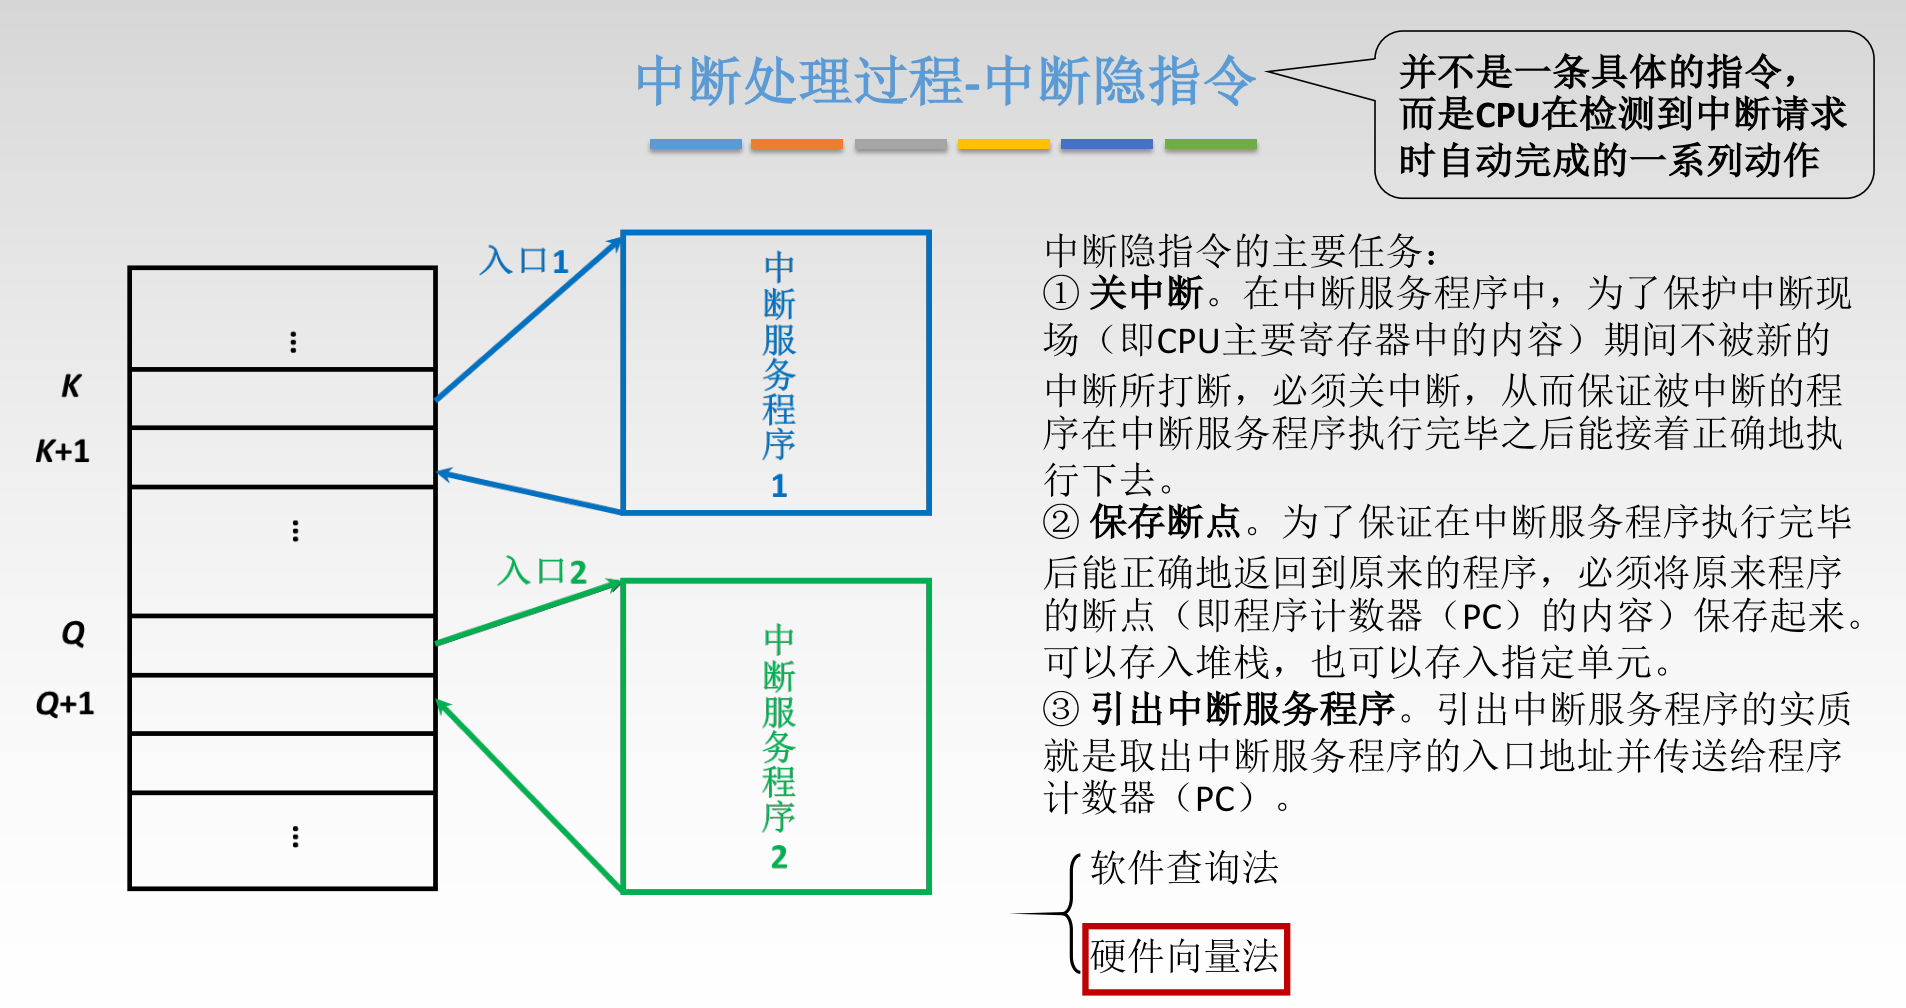 中断处理过程-中断隐指令
并不是一条具体的指令，
而是CPU在检测到中断请求
时自动完成的一系列动作
入口1
中断服务程序1
⋮
K
K+1
⋮
入口2
中断服务程序2
Q
Q+1
⋮
中断隐指令的主要任务：
① 关中断。在中断服务程序中，为了保护中断现
场（即CPU主要寄存器中的内容）期间不被新的
中断所打断，必须关中断，从而保证被中断的程
序在中断服务程序执行完毕之后能接着正确地执
行下去。
② 保存断点。为了保证在中断服务程序执行完毕
后能正确地返回到原来的程序，必须将原来程序
的断点（即程序计数器（PC）的内容）保存起来。
可以存入堆栈，也可以存入指定单元。
③ 引出中断服务程序。引出中断服务程序的实质
就是取出中断服务程序的入口地址并传送给程序
计数器（PC）。
软件查询法
硬件向量法